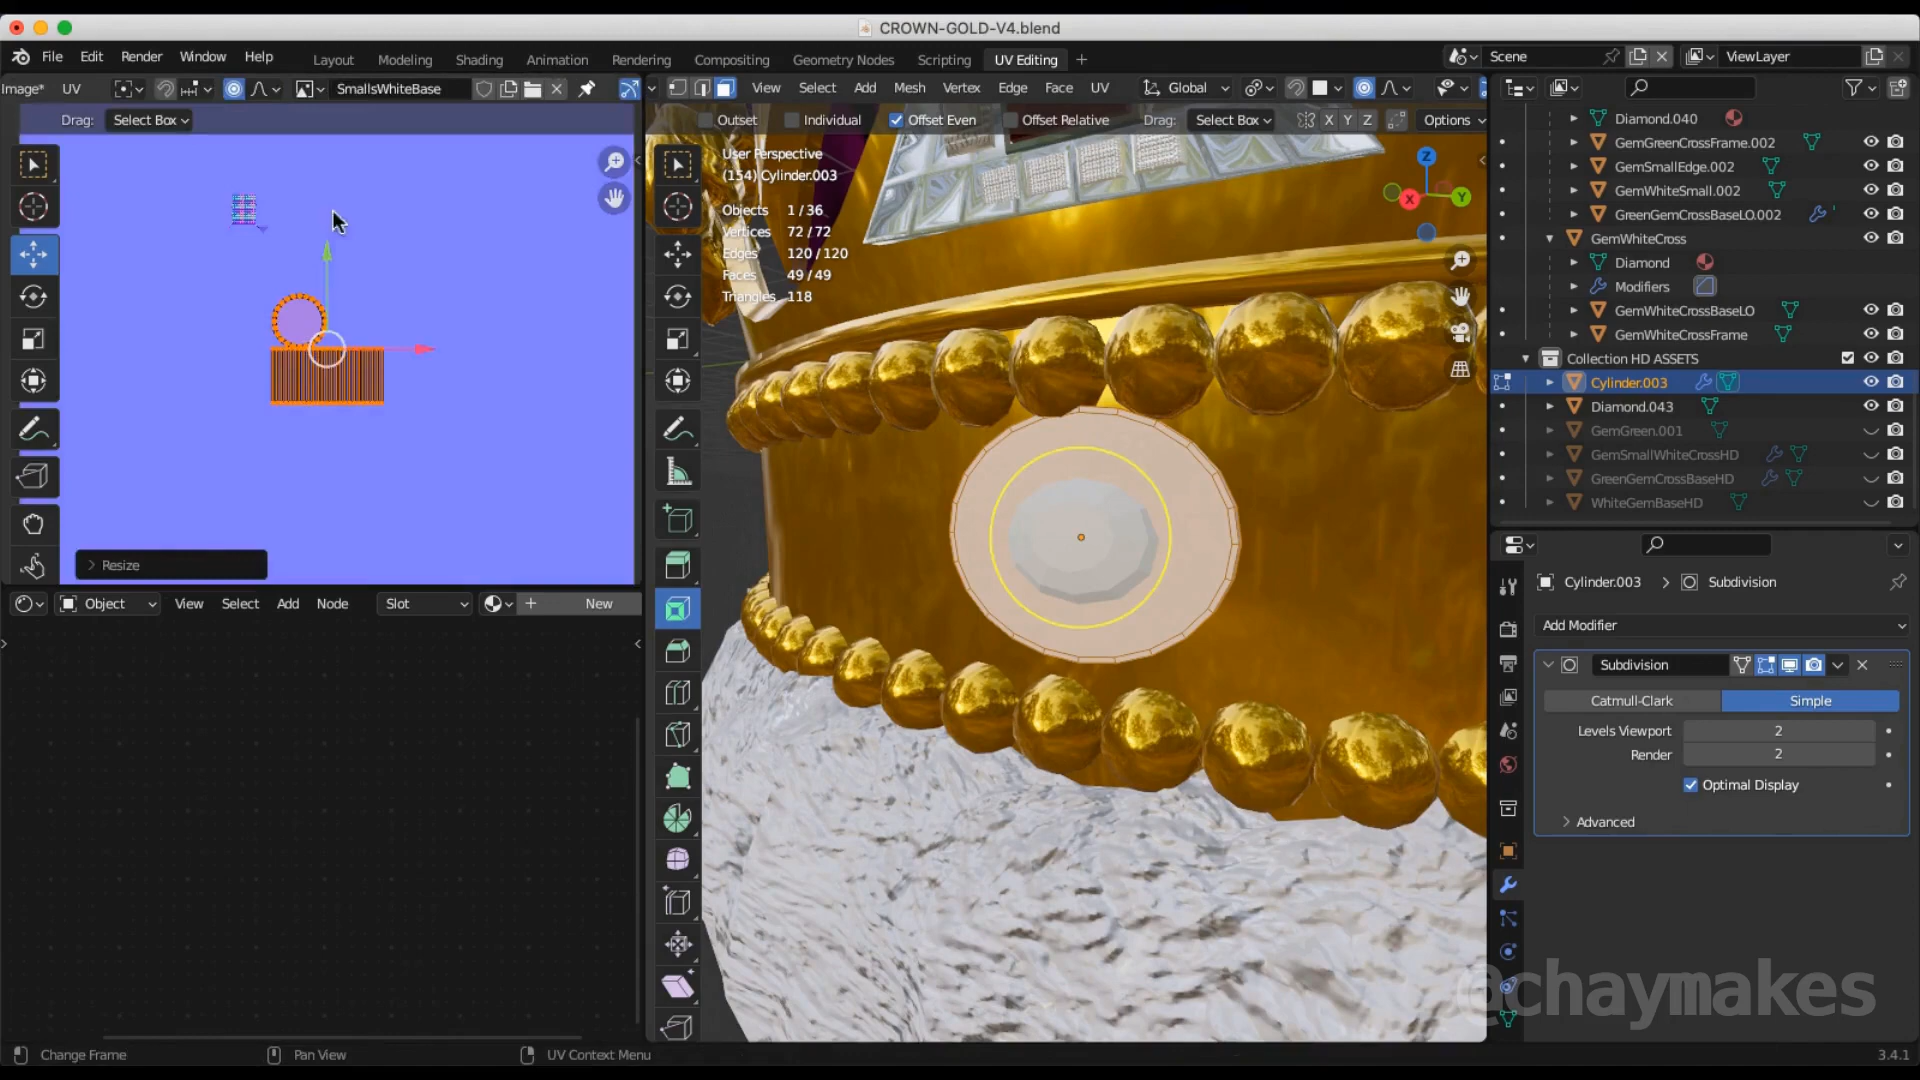 CROWN-GOLD-V4.blend
File Edit Render Window Help
Layout Modeling Shading Animation Rendering Compositing Geometry Nodes Scripting UV Editing +
Scene
ViewLayer
Image* UV
SmallsWhiteBase
View Select Add Mesh Vertex Edge Face UV
Global
Drag: Select Box
Outset Individual Offset Even Offset Relative Drag: Select Box X Y Z Options
User Perspective
(154) Cylinder.003
Objects 1 / 36
Vertices 72 / 72
Edges 120 / 120
Faces 49 / 49
Triangles 118
Z
X
Y
Resize
Object View Select Add Node Slot + New
Diamond.040
GemGreenCrossFrame.002
GemSmallEdge.002
GemWhiteSmall.002
GreenGemCrossBaseLO.002
GemWhiteCross
Diamond
Modifiers
GemWhiteCrossBaseLO
GemWhiteCrossFrame
Collection HD ASSETS
Cylinder.003
Diamond.043
GemGreen.001
GemSmallWhiteCrossHD
GreenGemCrossBaseHD
WhiteGemBaseHD
Cylinder.003 > Subdivision
Add Modifier
Subdivision
Catmull-Clark Simple
Levels Viewport 2
Render 2
Optimal Display
Advanced
@chaymakes
Change Frame Pan View UV Context Menu
3.4.1